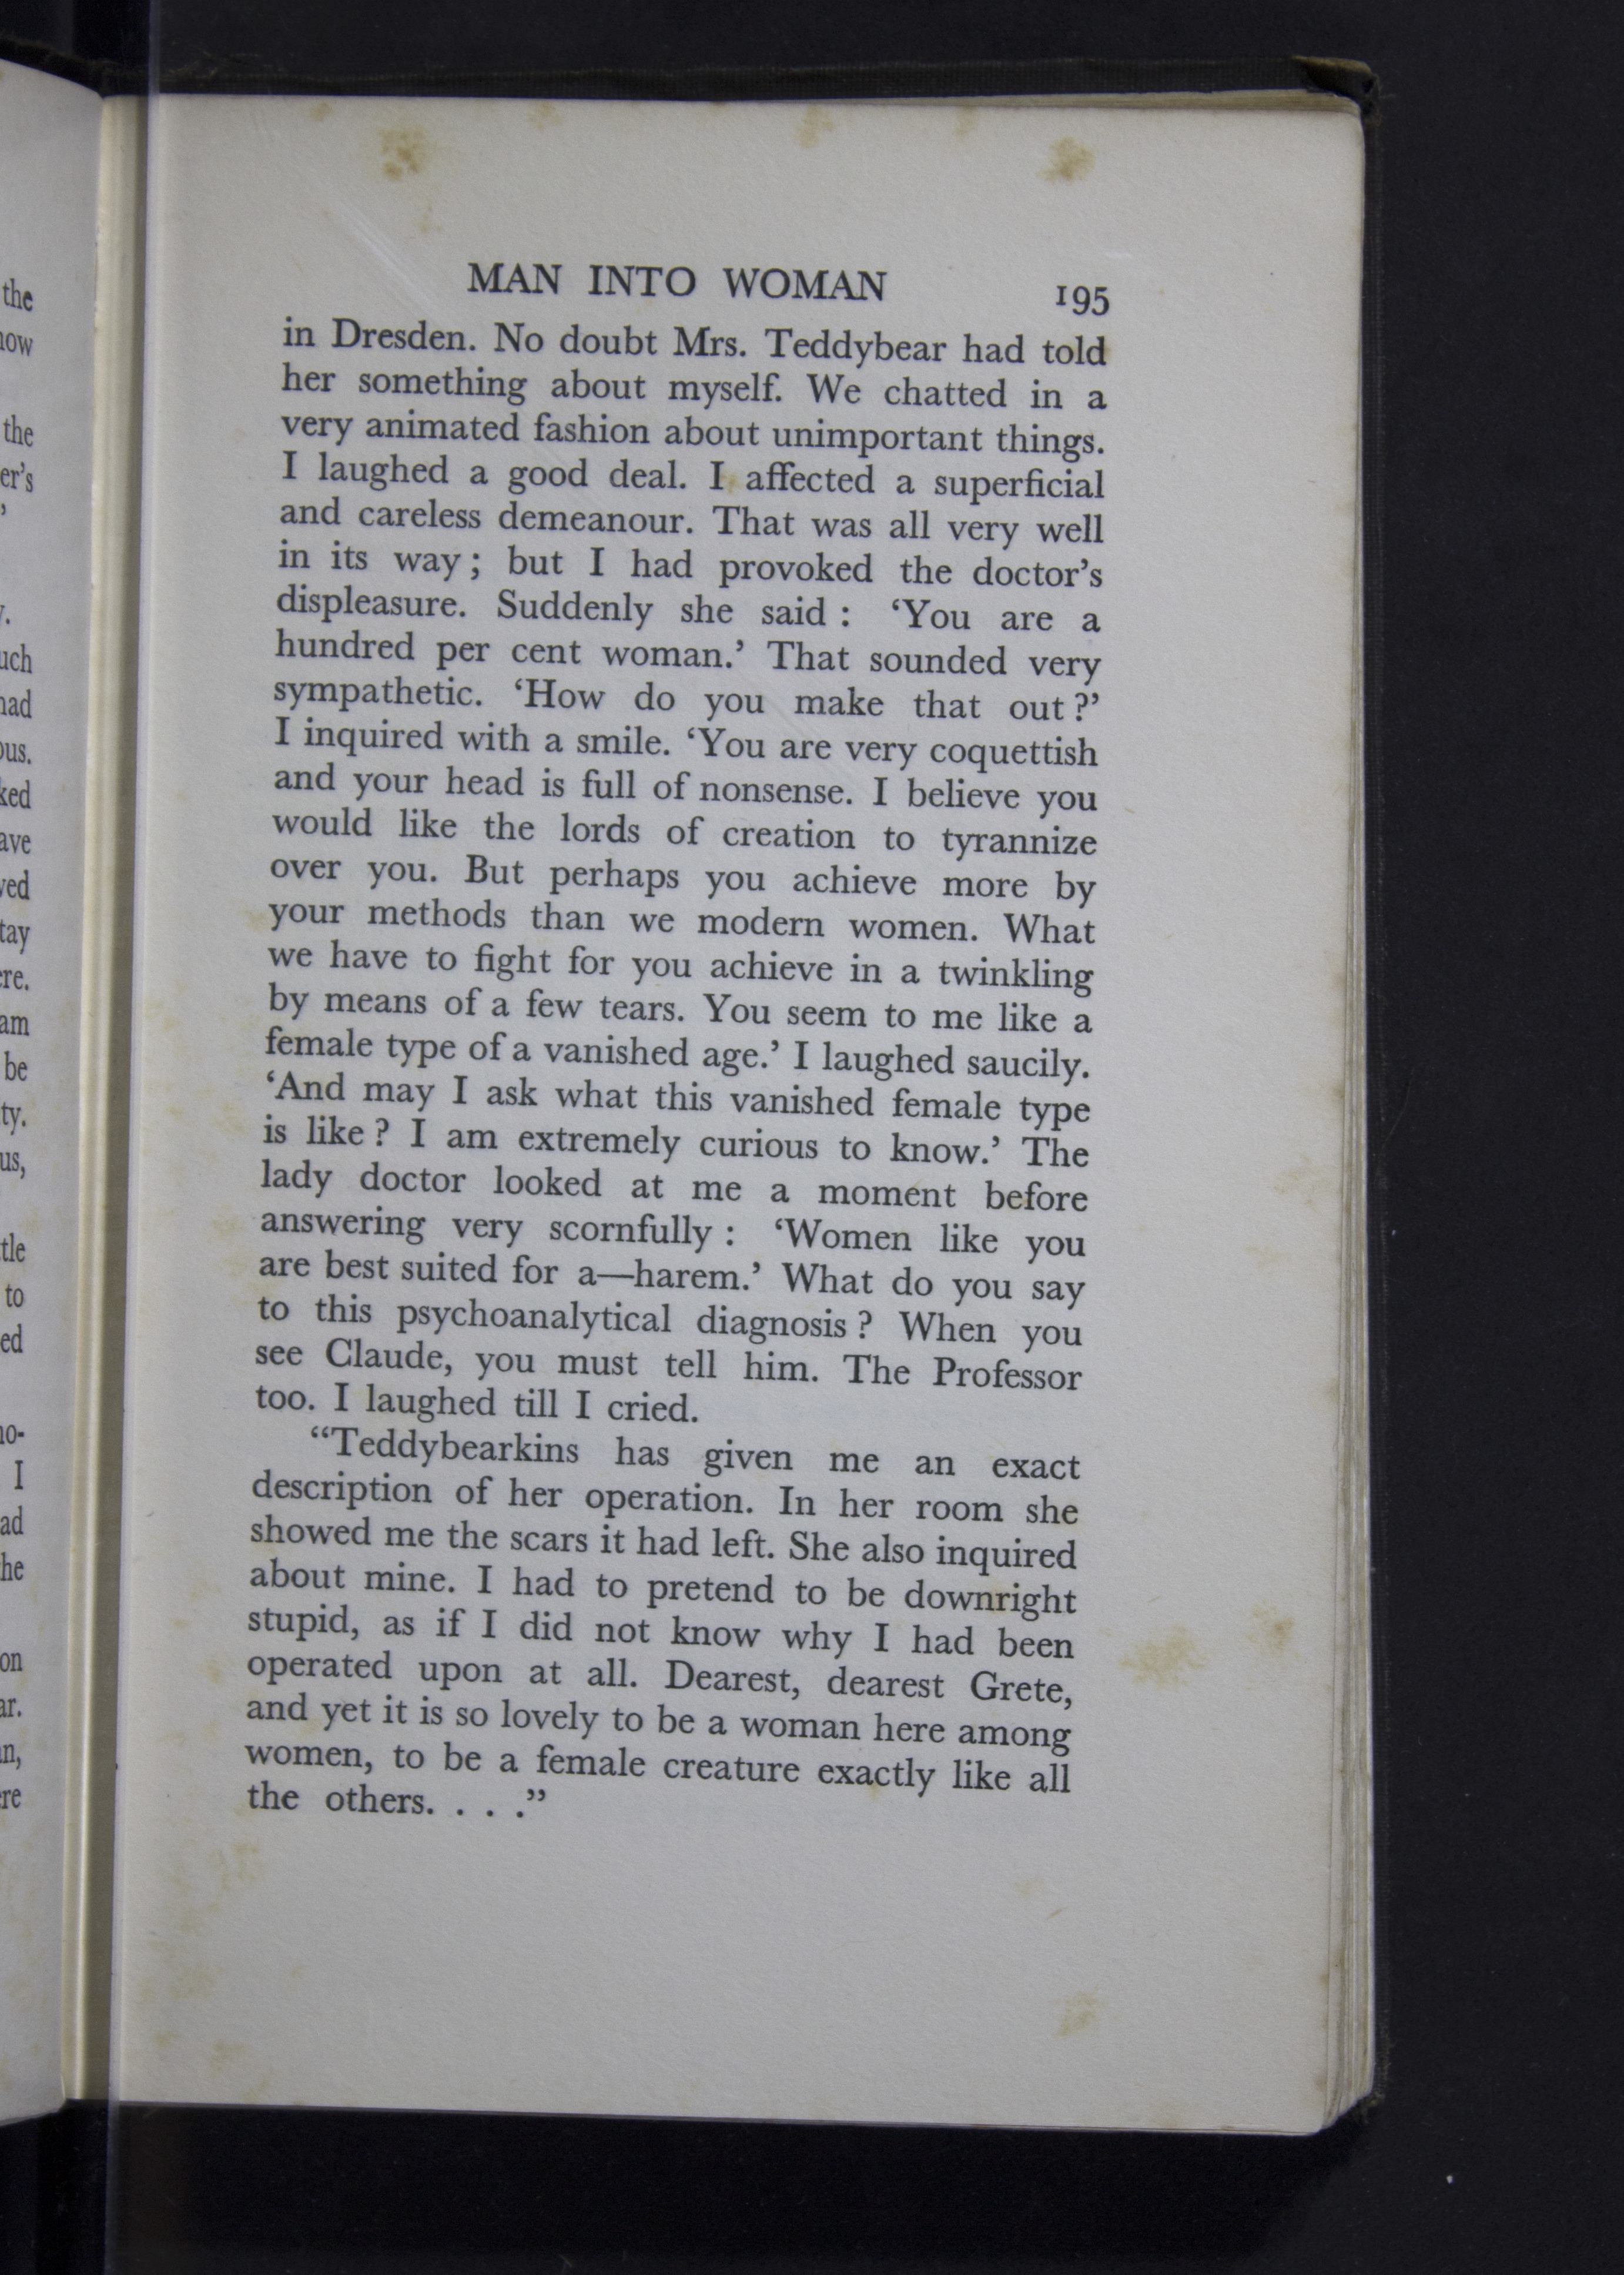 MAN INTO WOMAN 195
in Dresden. No doubt Mrs. Teddybear had told
her something about myself. We chatted in a
very animated fashion about unimportant things.
I laughed a good deal. I affected a superficial
and careless demeanour. That was all very well
in its way; but I had provoked the doctor's
displeasure. Suddenly she said: ‘You are a
hundred per cent woman.’ That sounded very
sympathetic. ‘How do you make that out?’
I inquired with a smile. ‘You are very coquettish
and your head is full of nonsense. I believe you
would like the lords of creation to tyrannize
over you. But perhaps you achieve more by
your methods than we modern women. What
we have to fight for you achieve in a twinkling
by means of a few tears. You seem to me like a
female type of a vanished age.’ I laughed saucily.
‘And may I ask what this vanished female type
is like? I am extremely curious to know.’ The
lady doctor looked at me a moment before
answering very scornfully: ‘Women like you
are best suited for a—harem.’ What do you say
to this psychoanalytical diagnosis? When you
see Claude, you must tell him. The Professor
too. I laughed till I cried.
“Teddybearkins has given me an exact
description of her operation. In her room she
showed me the scars it had left. She also inquired
about mine. I had to pretend to be downright
stupid, as if I did not know why I had been
operated upon at all. Dearest, dearest Grete,
and yet it is so lovely to be a woman here among
women, to be a female creature exactly like all
the others. . . .”